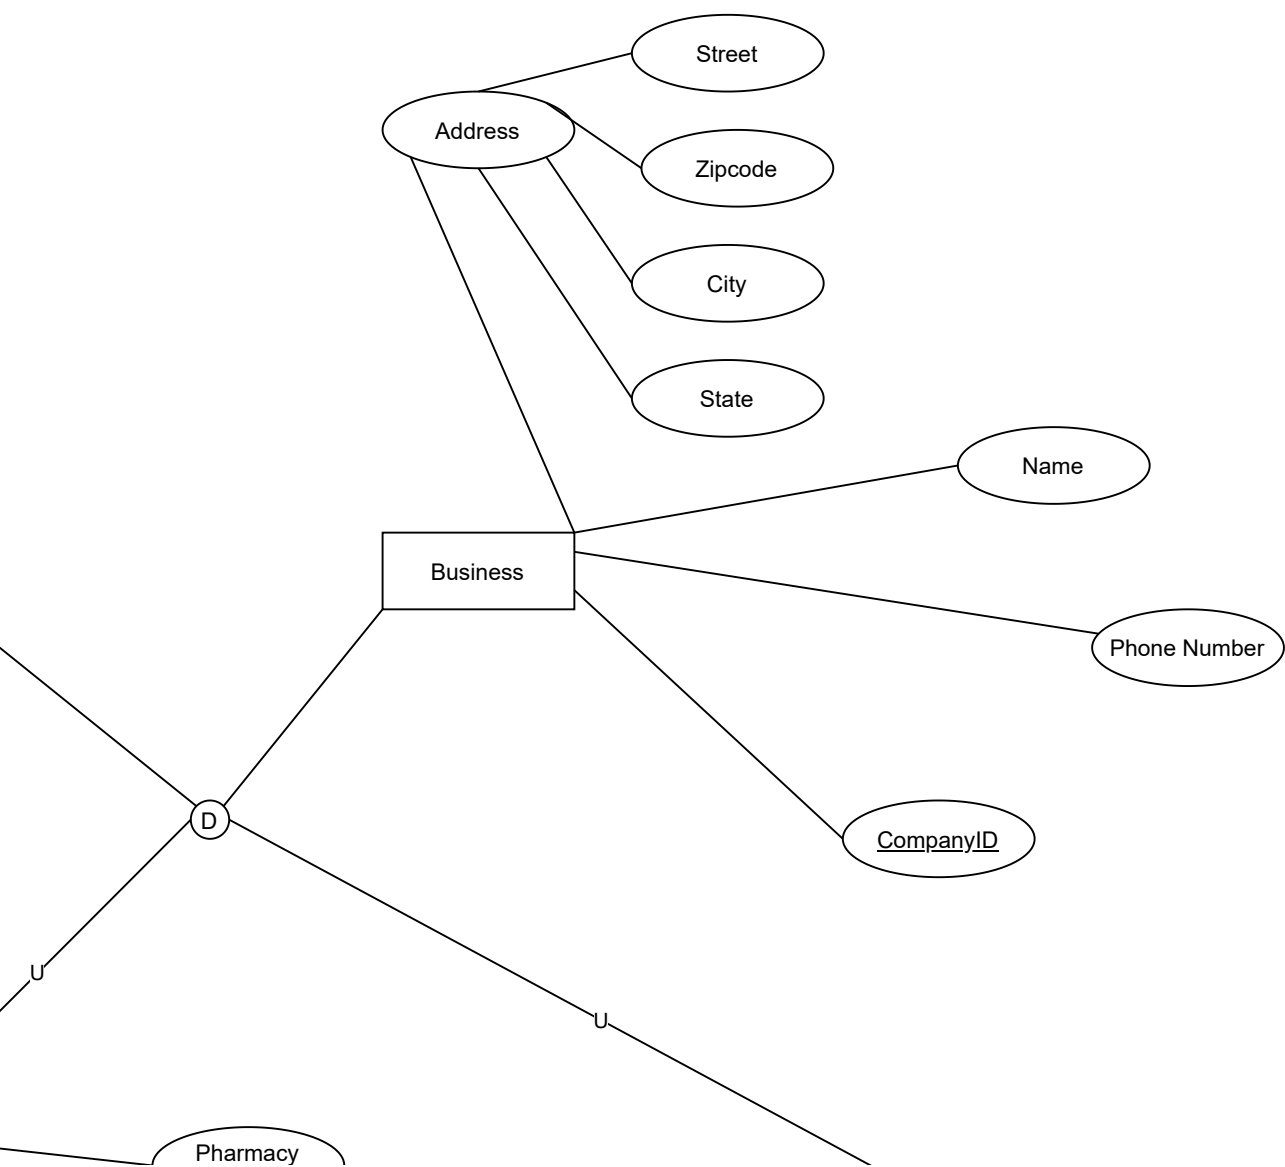 Street
Address
Zipcode
City
State
Name
Business
Phone Number
D
CompanyID
U
U
Pharmacy